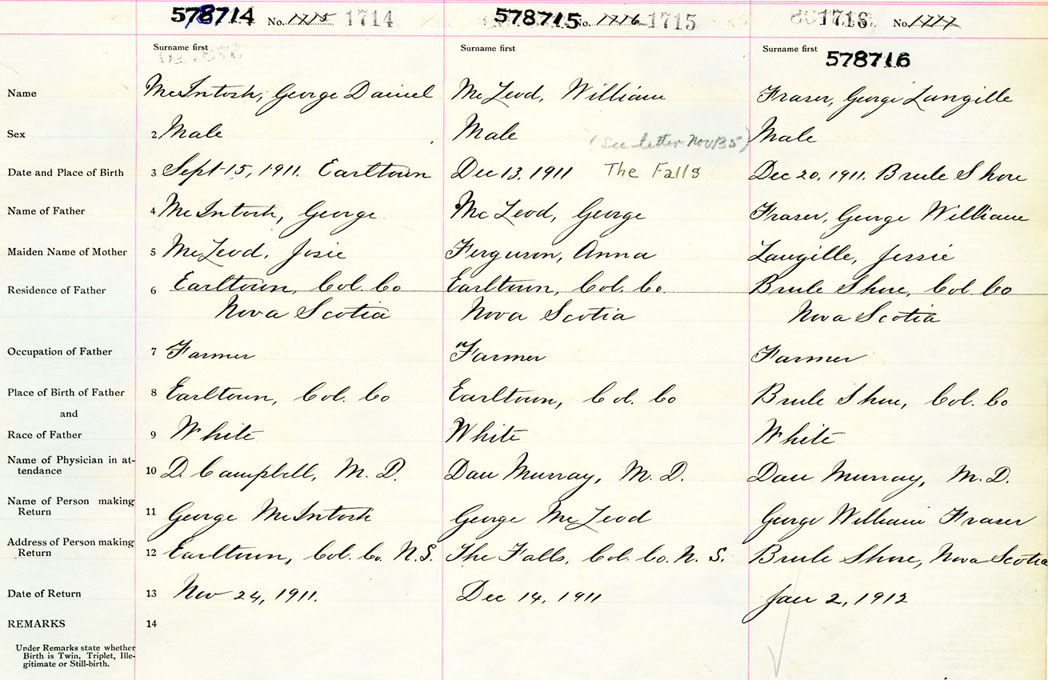 578714 No. 1715 1714 578715 No. 1716 1715 1716 No. 1717
Surname first Surname first Surname first
578716
Name McIntosh, George Daniel McLeod, William Fraser, George Langille
Sex 2 Male Male Male
(See letter Nov/35)
Date and Place of Birth 3 Sept. 15, 1911. Earltown Dec 13, 1911 The Falls Dec 20, 1911. Brule Shore
Name of Father 4 McIntosh, George McLeod, George Fraser, George William
Maiden Name of Mother 5 McLeod, Josie Ferguson, Anna Langille, Jessie
Residence of Father 6 Earltown, Col. Co Earltown, Col. Co. Brule Shore, Col. Co
Nova Scotia Nova Scotia Nova Scotia
Occupation of Father 7 Farmer Farmer Farmer
Place of Birth of Father 8 Earltown, Col. Co Earltown, Col. Co Brule Shore, Col. Co
and
Race of Father 9 White White White
Name of Physician in at-
tendance 10 D. Campbell, M. D. Dan Murray, M. D. Dan Murray, M. D.
Name of Person making
Return 11 George McIntosh George McLeod George William Fraser
Address of Person making
Return 12 Earltown, Col. Co. N.S. The Falls, Col. Co. N. S. Brule Shore, Nova Scotia
Date of Return 13 Nov 24, 1911. Dec 14, 1911 Jan 2, 1912
REMARKS 14
Under Remarks state whether
Birth is Twin, Triplet, Ille-
gitimate or Still-birth.